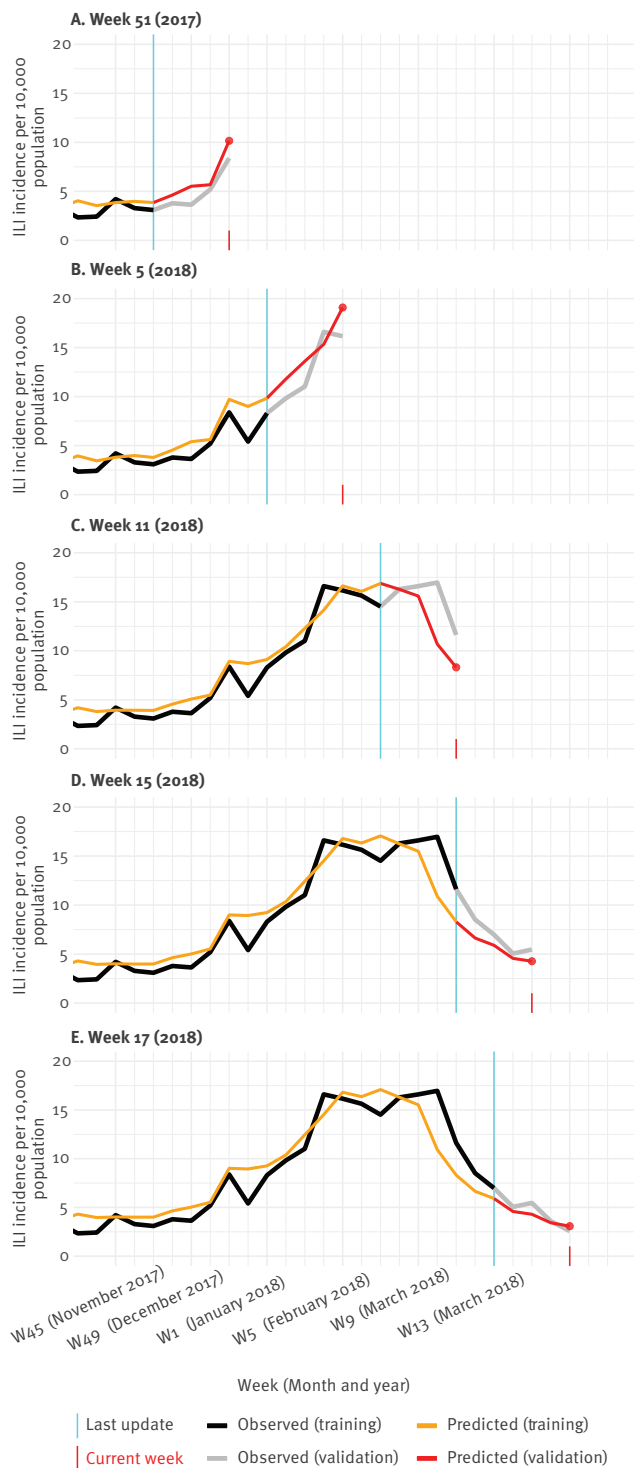 A. Week 51 (2017)
20
15
10
5
0
ILI incidence per 10,000
population
B. Week 5 (2018)
20
15
10
5
0
ILI incidence per 10,000
population
C. Week 11 (2018)
20
15
10
5
0
ILI incidence per 10,000
population
D. Week 15 (2018)
20
15
10
5
0
ILI incidence per 10,000
population
E. Week 17 (2018)
20
15
10
5
0
ILI incidence per 10,000
population
W45 (November 2017)
W49 (December 2017)
W1 (January 2018)
W5 (February 2018)
W9 (March 2018)
W13 (March 2018)
Week (Month and year)
Last update
Observed (training)
Predicted (training)
Current week
Observed (validation)
Predicted (validation)